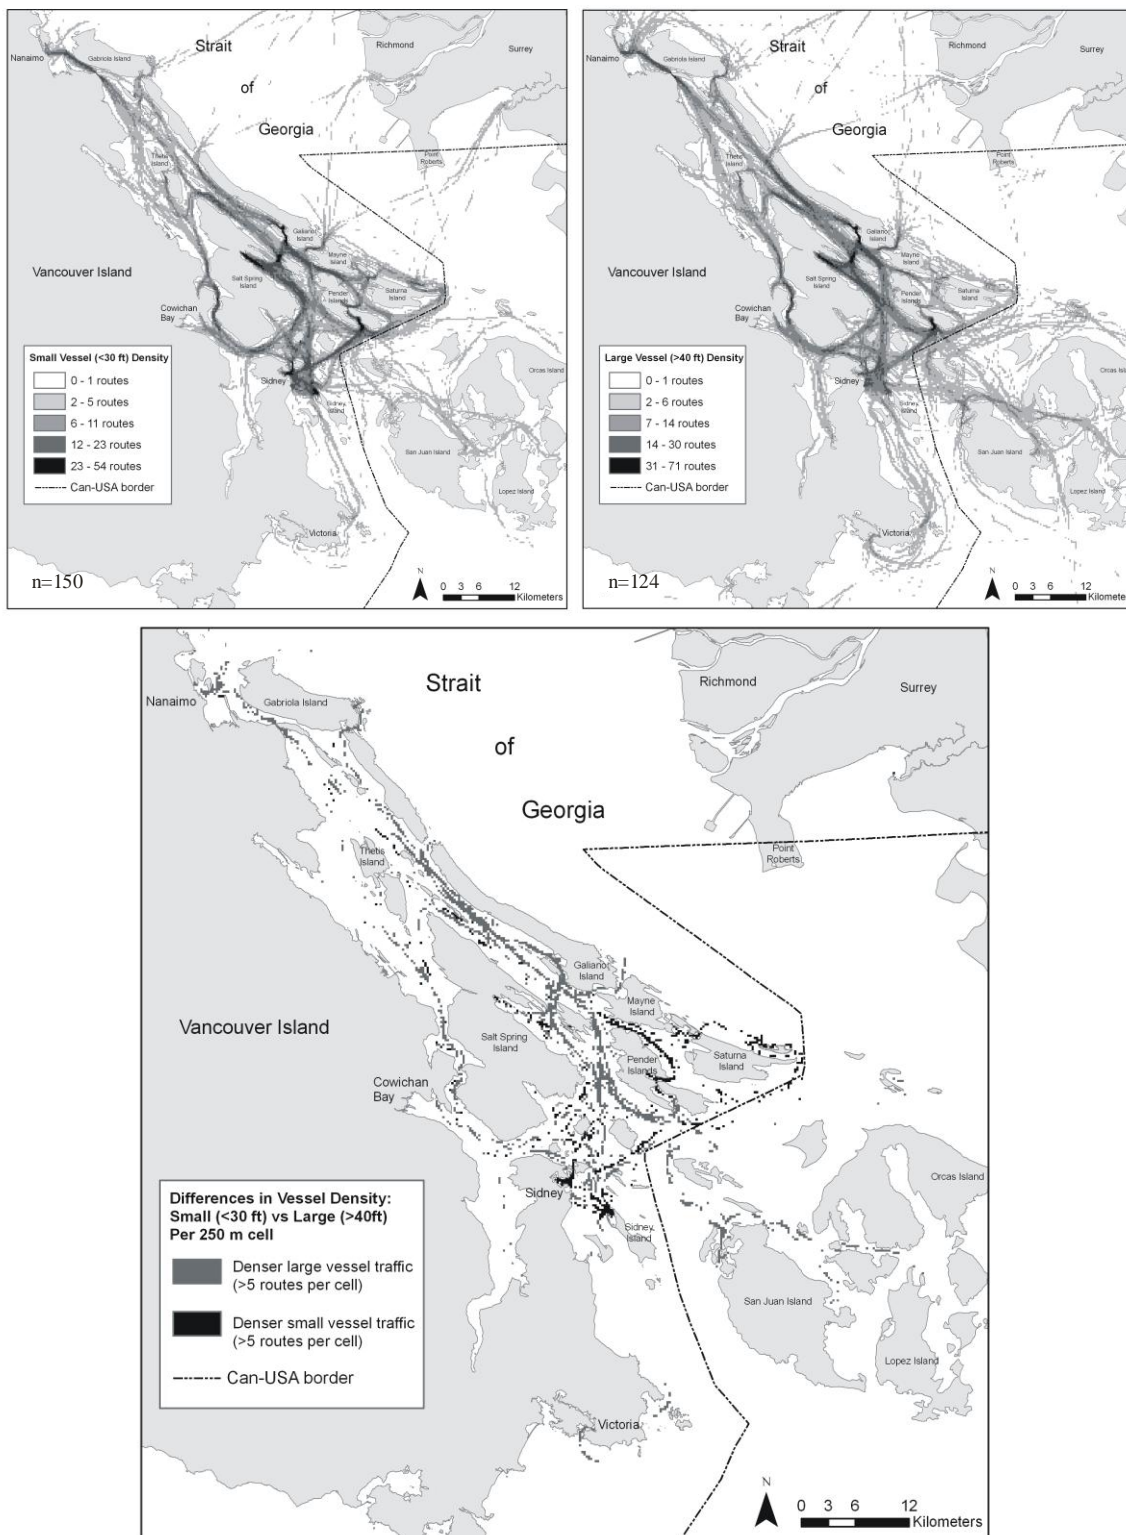 Strait
of
Georgia
Richmond
Surrey
Nanaimo
Gabriola Island
Thetis
Island
Point
Roberts
Galiano
Island
Mayne
Island
Vancouver Island
Salt Spring
Island
Pender
Islands
Saturna
Island
Cowichan
Bay
Small Vessel (<30 ft) Density
0 - 1 routes
2 - 5 routes
6 - 11 routes
12 - 23 routes
23 - 54 routes
Can-USA border
Sidney
Sidney
Island
Orcas Island
San Juan Island
Lopez Island
Victoria
n=150
N
0 3 6 12
Kilometers
Strait
of
Georgia
Richmond
Surrey
Nanaimo
Gabriola Island
Thetis
Island
Point
Roberts
Galiano
Island
Mayne
Island
Vancouver Island
Salt Spring
Island
Pender
Islands
Saturna
Island
Cowichan
Bay
Large Vessel (>40 ft) Density
0 - 1 routes
2 - 6 routes
7 - 14 routes
14 - 30 routes
31 - 71 routes
Can-USA border
Sidney
Sidney
Island
Orcas Island
San Juan Island
Lopez Island
Victoria
n=124
N
0 3 6 12
Kilometers
Strait
of
Georgia
Richmond
Surrey
Nanaimo
Gabriola Island
Thetis
Island
Point
Roberts
Galiano
Island
Mayne
Island
Vancouver Island
Salt Spring
Island
Pender
Islands
Saturna
Island
Cowichan
Bay
Differences in Vessel Density:
Small (<30 ft) vs Large (>40ft)
Per 250 m cell
Denser large vessel traffic
(>5 routes per cell)
Denser small vessel traffic
(>5 routes per cell)
Can-USA border
Sidney
Sidney
Island
Orcas Island
San Juan Island
Lopez Island
Victoria
N
0 3 6 12
Kilometers